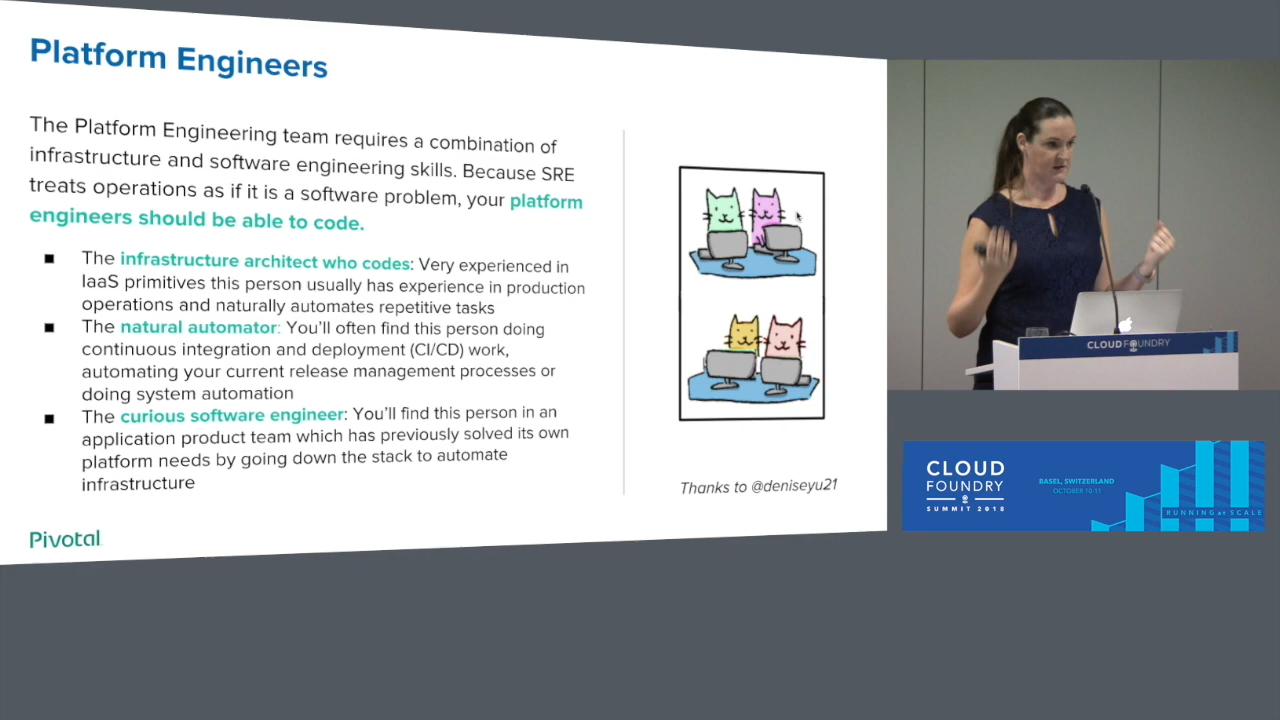 Platform Engineers
The Platform Engineering team requires a combination of
infrastructure and software engineering skills. Because SRE
treats operations as if it is a software problem, your platform
engineers should be able to code.
■ The infrastructure architect who codes: Very experienced in
IaaS primitives this person usually has experience in production
operations and naturally automates repetitive tasks
■ The natural automator: You'll often find this person doing
continuous integration and deployment (CI/CD) work,
automating your current release management processes or
doing system automation
■ The curious software engineer: You'll find this person in an
application product team which has previously solved its own
platform needs by going down the stack to automate
infrastructure
Thanks to @deniseyu21
Pivotal
CLOUD FOUNDRY
CLOUD
FOUNDRY
SUMMIT 2018
BASEL, SWITZERLAND
OCTOBER 10-11
RUNNING at SCALE